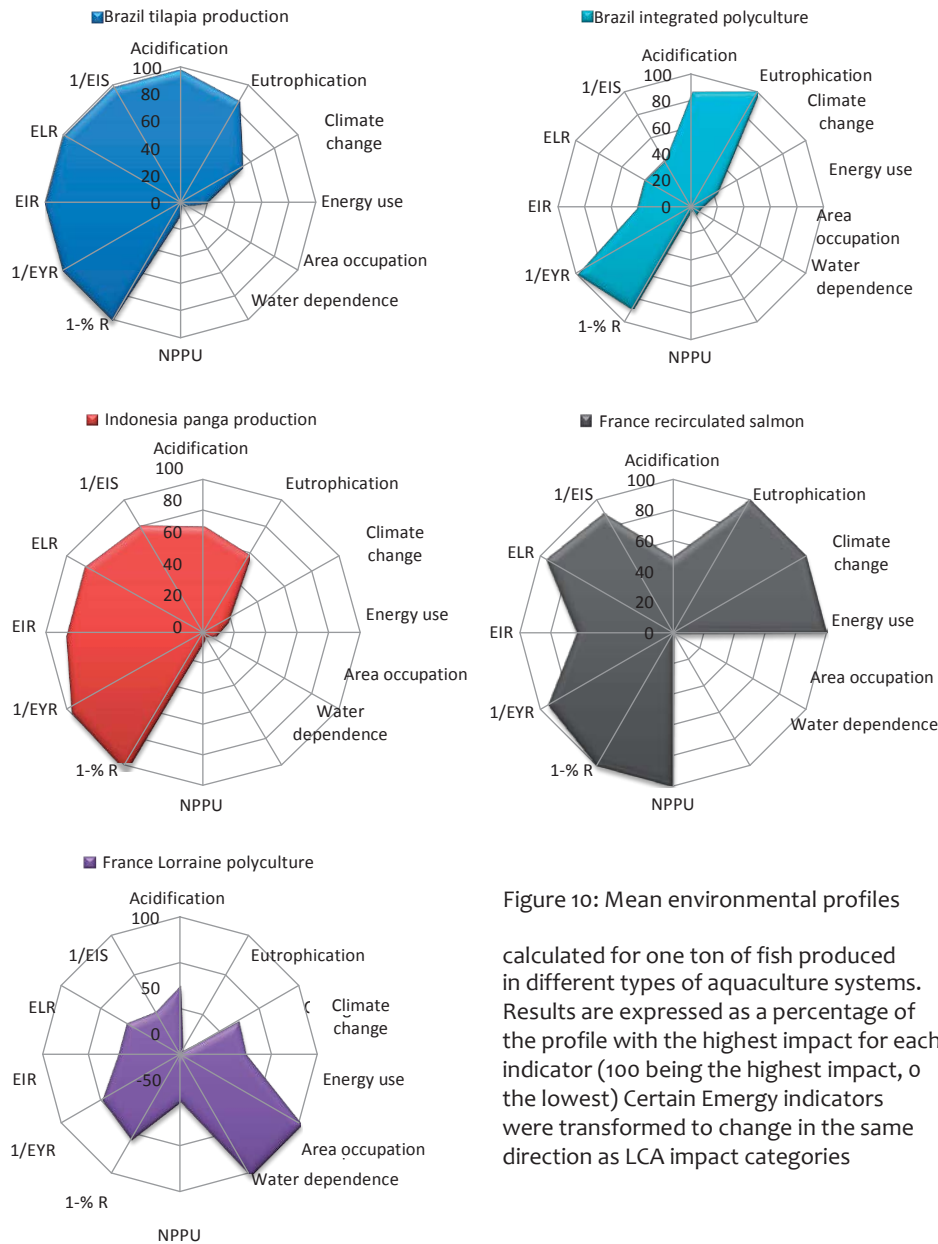 Brazil tilapia production
Acidification
100
80
60
40
20
0
Eutrophication
Climate
change
Energy use
Area occupation
Water dependence
NPPU
1-% R
1/EYR
EIR
ELR
1/EIS
Brazil integrated polyculture
Acidification
100
80
60
40
20
0
Eutrophication
Climate
change
Energy use
Area
occupation
Water
dependence
NPPU
1-% R
1/EYR
EIR
ELR
1/EIS
Indonesia panga production
Acidification
100
80
60
40
20
0
Eutrophication
Climate
change
Energy use
Area occupation
Water
dependence
NPPU
1-% R
1/EYR
EIR
ELR
1/EIS
France recirculated salmon
Acidification
100
80
60
40
20
0
Eutrophication
Climate
change
Energy use
Area occupation
Water dependence
NPPU
1-% R
1/EYR
EIR
ELR
1/EIS
France Lorraine polyculture
Acidification
100
50
0
-50
Eutrophication
Climate
change
Energy use
Area occupation
Water dependence
NPPU
1-% R
1/EYR
EIR
ELR
1/EIS
Figure 10: Mean environmental profiles
calculated for one ton of fish produced
in different types of aquaculture systems.
Results are expressed as a percentage of
the profile with the highest impact for each
indicator (100 being the highest impact, 0
the lowest) Certain Emergy indicators
were transformed to change in the same
direction as LCA impact categories